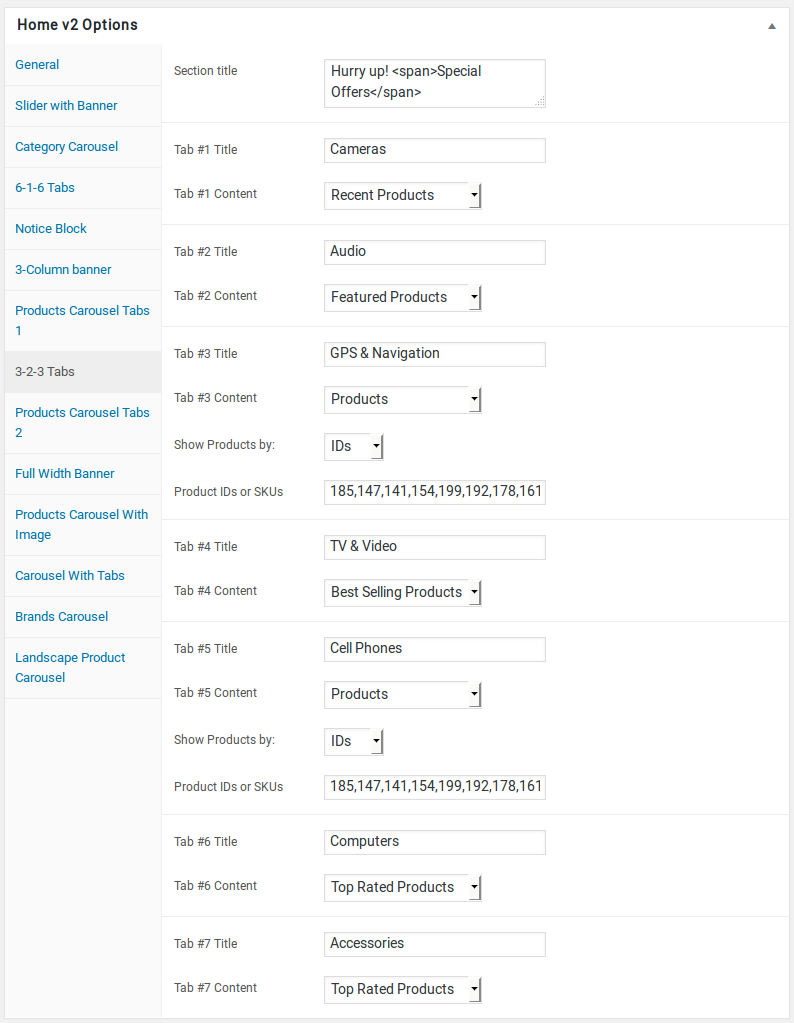 Home v2 Options
General
Slider with Banner
Category Carousel
6-1-6 Tabs
Notice Block
3-Column banner
Products Carousel Tabs
1
3-2-3 Tabs
Products Carousel Tabs
2
Full Width Banner
Products Carousel With
Image
Carousel With Tabs
Brands Carousel
Landscape Product
Carousel
Section title
Hurry up! <span>Special
Offers</span>
Tab #1 Title
Cameras
Tab #1 Content
Recent Products
Tab #2 Title
Audio
Tab #2 Content
Featured Products
Tab #3 Title
GPS & Navigation
Tab #3 Content
Products
Show Products by:
IDs
Product IDs or SKUs
185,147,141,154,199,192,178,161
Tab #4 Title
TV & Video
Tab #4 Content
Best Selling Products
Tab #5 Title
Cell Phones
Tab #5 Content
Products
Show Products by:
IDs
Product IDs or SKUs
185,147,141,154,199,192,178,161
Tab #6 Title
Computers
Tab #6 Content
Top Rated Products
Tab #7 Title
Accessories
Tab #7 Content
Top Rated Products